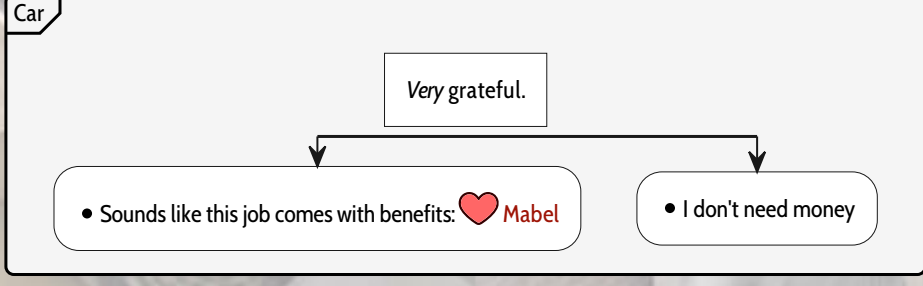 Car
Very grateful.
• Sounds like this job comes with benefits: Mabel
• I don't need money